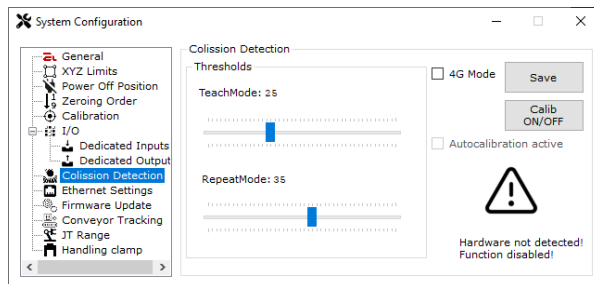 System Configuration
General
XYZ Limits
Power Off Position
Zeroing Order
Calibration
I/O
Dedicated Inputs
Dedicated Output
Colission Detection
Ethernet Settings
Firmware Update
Conveyor Tracking
JT Range
Handling clamp
Colission Detection
Thresholds
TeachMode: 25
RepeatMode: 35
4G Mode
Save
Calib
ON/OFF
Autocalibration active
Hardware not detected!
Function disabled!